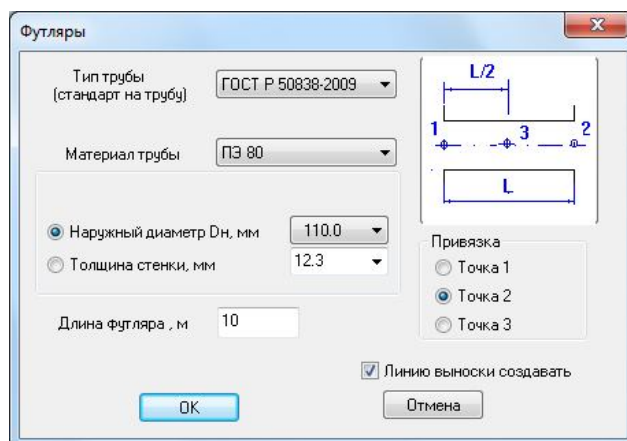 Футляры
Тип трубы
(стандарт на трубу)
ГОСТ Р 50838-2009
Материал трубы
ПЭ 80
Наружный диаметр Dн, мм
110.0
Толщина стенки, мм
12.3
Длина футляра , м
10
L/2
1
3
2
L
Привязка
Точка 1
Точка 2
Точка 3
Линию выноски создавать
OK
Отмена